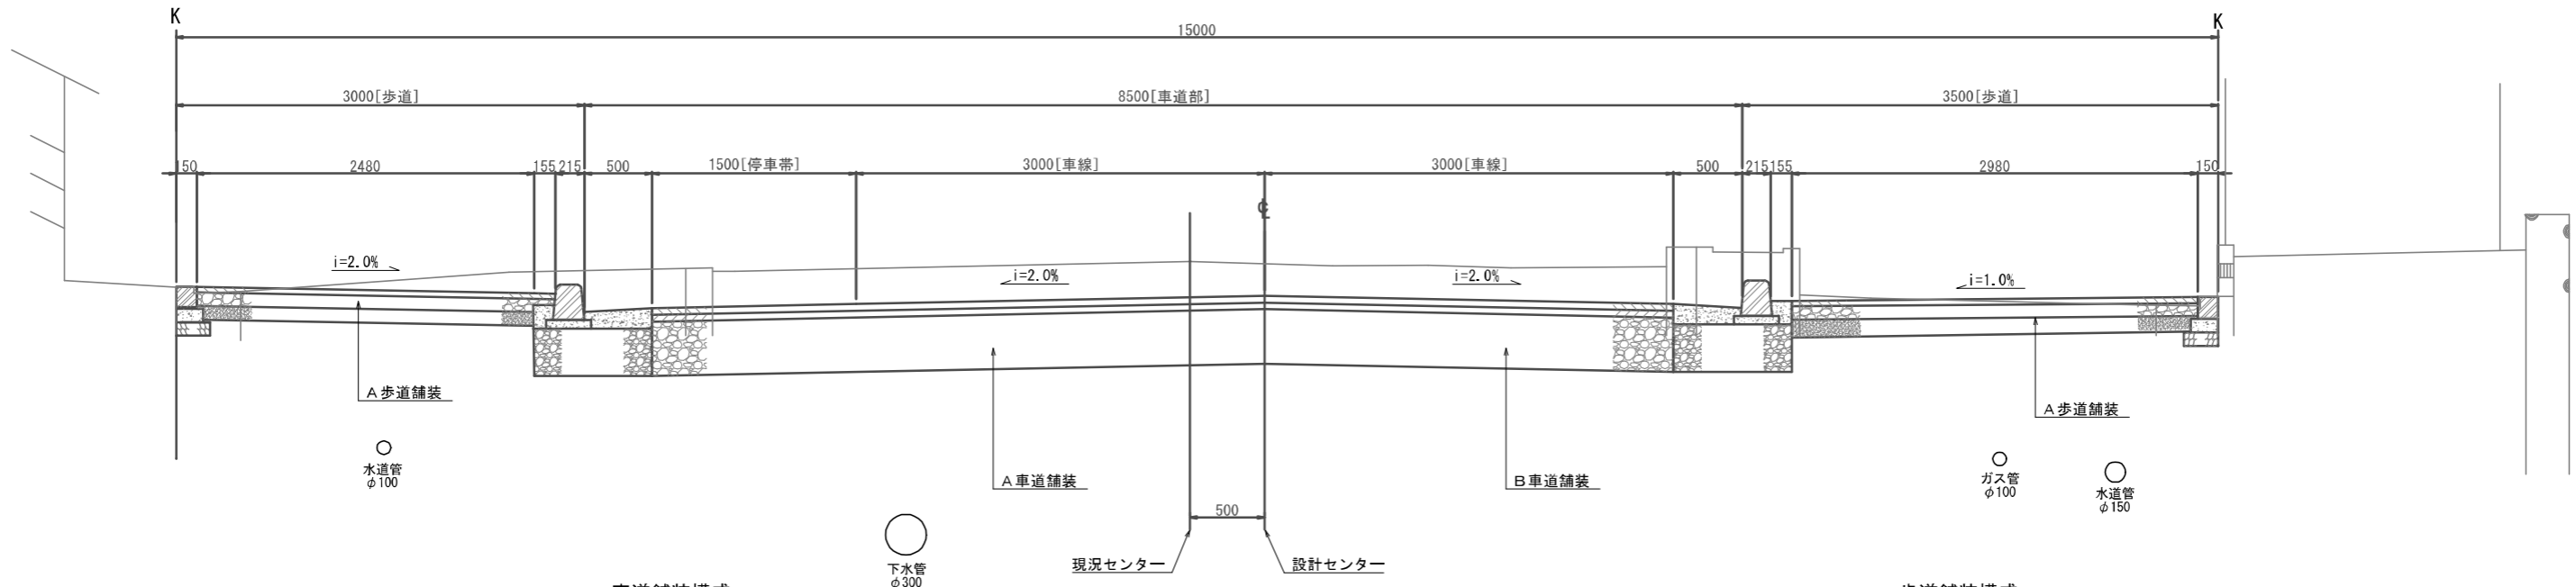 K
K
15000
3000[歩道]
8500[車道部]
3500[歩道]
150
2480
155
215
500
1500[停車帯]
3000[車線]
3000[車線]
500
215
155
2980
150
℄
i=2.0%
i=2.0%
i=2.0%
i=1.0%
A歩道舗装
A歩道舗装
水道管
φ100
A車道舗装
B車道舗装
ガス管
φ100
水道管
φ150
500
下水管
φ300
現況センター
設計センター